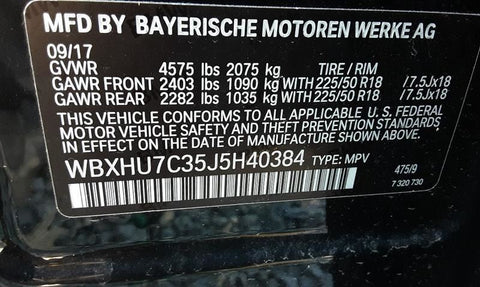 MFD BY BAYERISCHE MOTOREN WERKE AG
09/17
GVWR 4575 lbs 2075 kg TIRE / RIM
GAWR FRONT 2403 lbs 1090 kg WITH 225/50 R18 /7.5Jx18
GAWR REAR 2282 lbs 1035 kg WITH 225/50 R18 /7.5Jx18
THIS VEHICLE CONFORMS TO ALL APPLICABLE U.S. FEDERAL
MOTOR VEHICLE SAFETY, BUMPER AND THEFT PREVENTION STANDARDS
IN EFFECT ON THE DATE OF MANUFACTURE SHOWN ABOVE.
WBXHU7C35J5H40384 TYPE: MPV
475/9
7 320 730